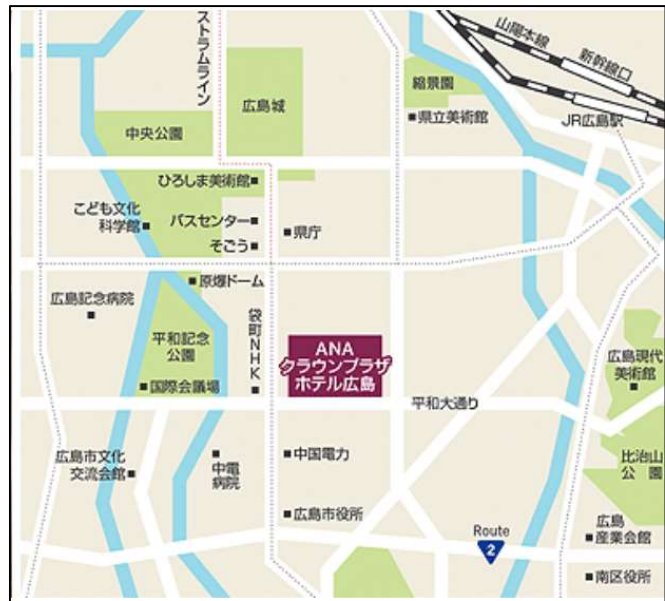 ストラムライン
山陽本線
新幹線口
JR広島駅
広島城
縮景園
県立美術館
中央公園
ひろしま美術館
こども文化
科学館
バスセンター
そごう
県庁
原爆ドーム
広島記念病院
平和記念
公園
国際会議場
袋町NHK
ANA
クラウンプラザ
ホテル広島
平和大通り
広島現代
美術館
広島市文化
交流会館
中電
病院
中国電力
比治山
公園
広島市役所
Route
2
広島
産業会館
南区役所